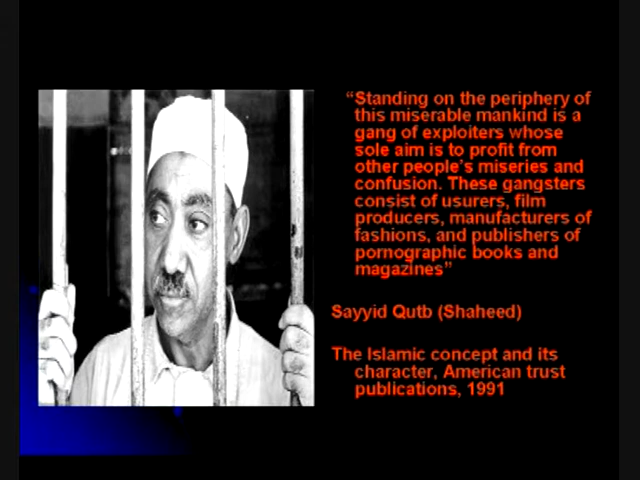 “Standing on the periphery of
this miserable mankind is a
gang of exploiters whose
sole aim is to profit from
other people’s miseries and
confusion. These gangsters
consist of usurers, film
producers, manufacturers of
fashions, and publishers of
pornographic books and
magazines”
Sayyid Qutb (Shaheed)
The Islamic concept and its
character, American trust
publications, 1991